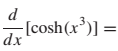 d/dx [cosh(x³)] =